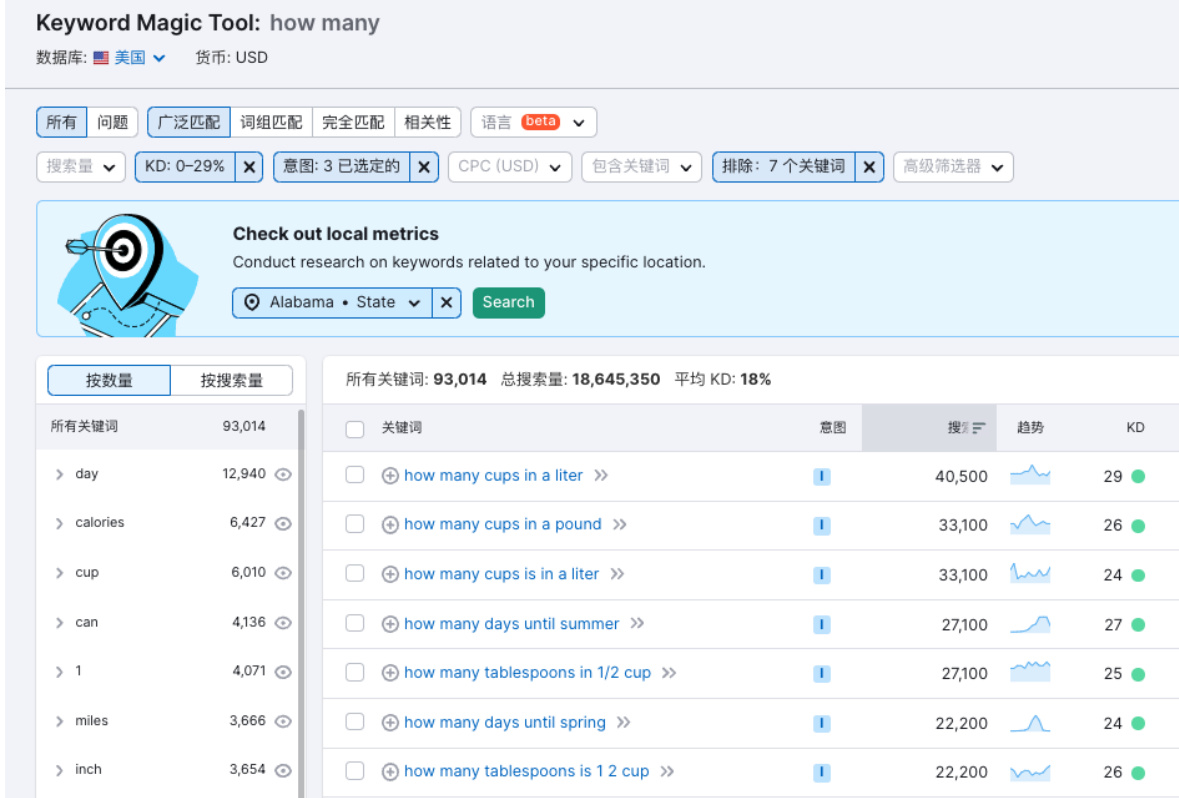 Keyword Magic Tool: how many
数据库: 美国 货币: USD
所有 问题 广泛匹配 词组匹配 完全匹配 相关性 语言 beta
搜索量 KD: 0–29% 意图: 3 已选定的 CPC (USD) 包含关键词 排除: 7 个关键词 高级筛选器
Check out local metrics
Conduct research on keywords related to your specific location.
Alabama • State Search
按数量 按搜索量
所有关键词: 93,014 总搜索量: 18,645,350 平均 KD: 18%
所有关键词 93,014
关键词 意图 搜 趋势 KD
day 12,940
how many cups in a liter I 40,500 29
calories 6,427
how many cups in a pound I 33,100 26
cup 6,010
how many cups is in a liter I 33,100 24
can 4,136
how many days until summer I 27,100 27
1 4,071
how many tablespoons in 1/2 cup I 27,100 25
miles 3,666
how many days until spring I 22,200 24
inch 3,654
how many tablespoons is 1 2 cup I 22,200 26